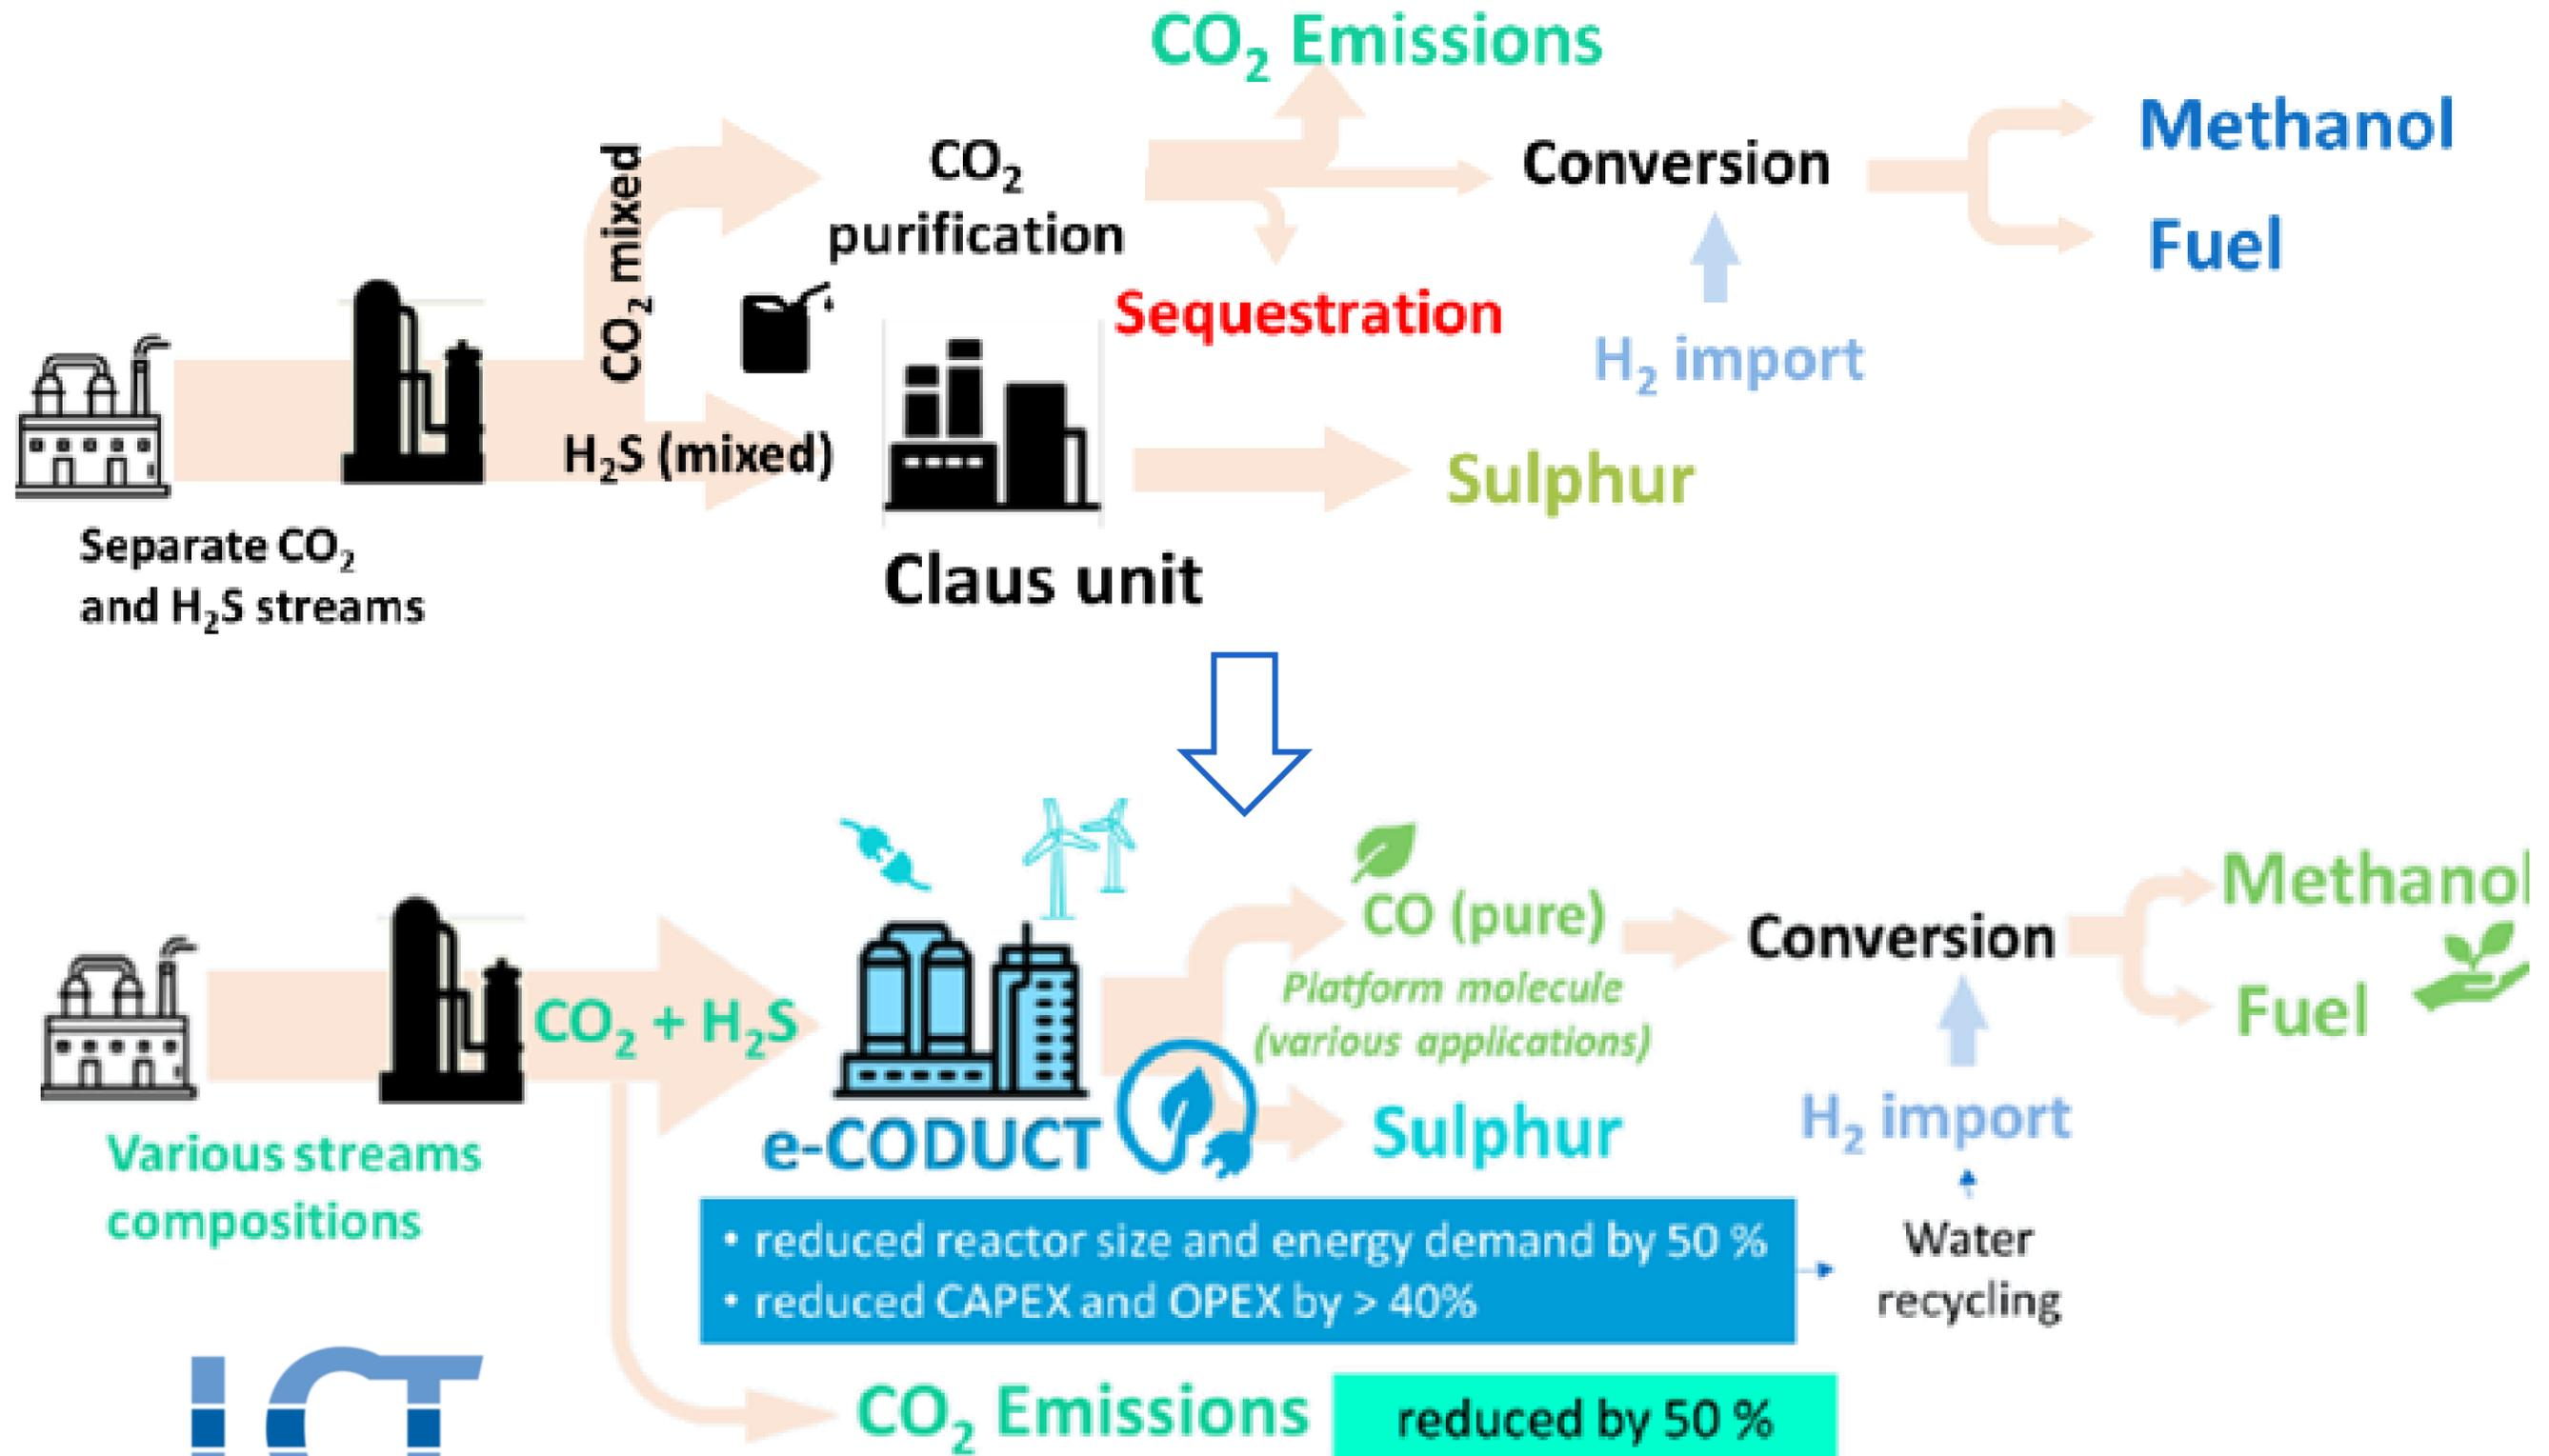 CO₂ Emissions
CO₂ mixed
CO₂
purification
Conversion
Methanol
Fuel
Sequestration
H₂ import
H₂S (mixed)
Sulphur
Separate CO₂
and H₂S streams
Claus unit
CO₂ + H₂S
Various streams
compositions
e-CODUCT
CO (pure)
Platform molecule
(various applications)
Sulphur
Conversion
Methanol
Fuel
H₂ import
Water
recycling
• reduced reactor size and energy demand by 50 %
• reduced CAPEX and OPEX by > 40%
CO₂ Emissions
reduced by 50 %
LCT